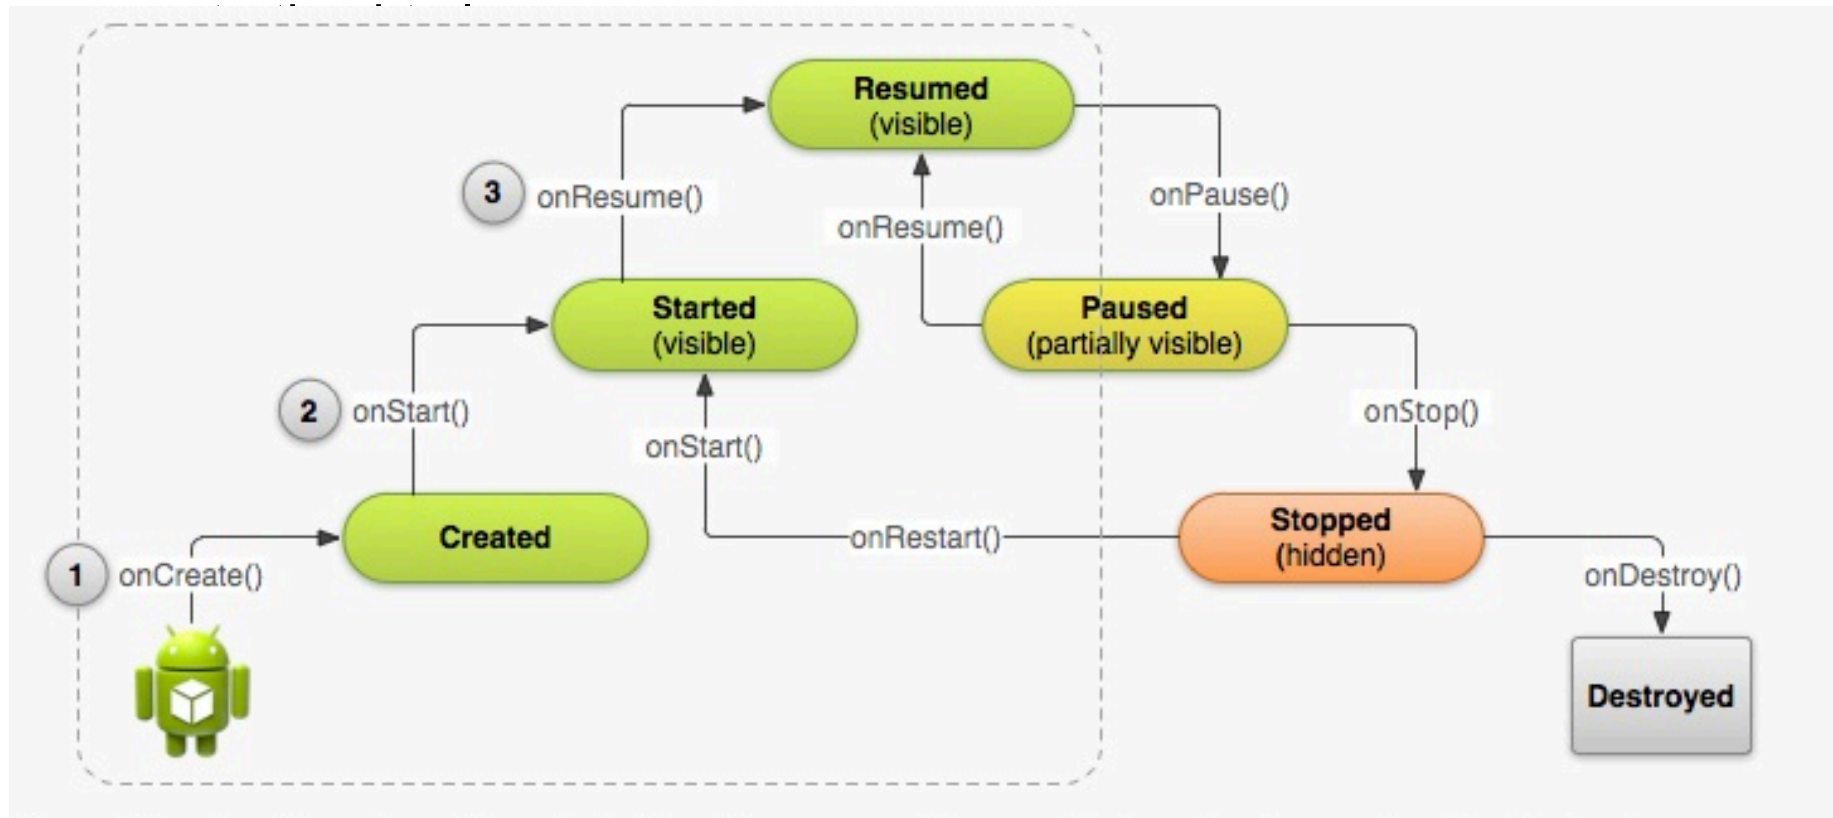 Resumed
(visible)
3
onResume()
onPause()
onResume()
Started
(visible)
Paused
(partially visible)
2
onStart()
onStop()
onStart()
Created
onRestart()
Stopped
(hidden)
1
onCreate()
onDestroy()
Destroyed